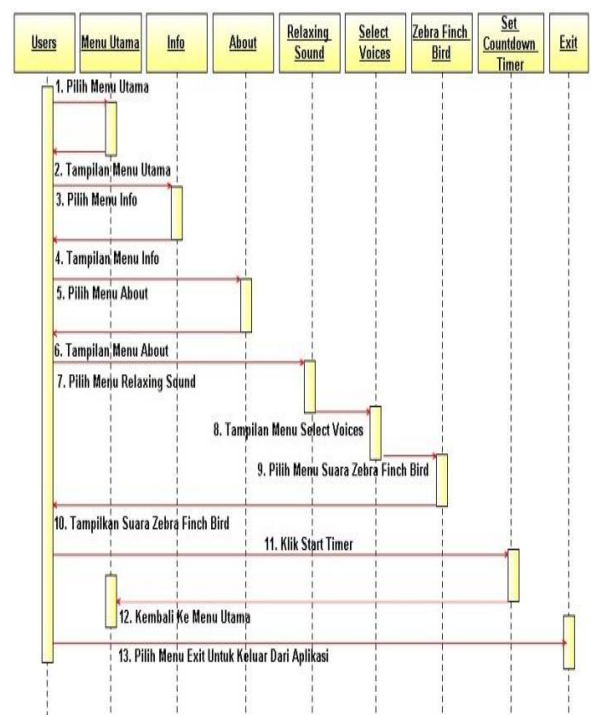 Users
Menu Utama
Info
About
Relaxing
Sound
Select
Voices
Zebra Finch
Bird
Set
Countdown
Timer
Exit
1. Pilih Menu Utama
2. Tampilan Menu Utama
3. Pilih Menu Info
4. Tampilan Menu Info
5. Pilih Menu About
6. Tampilan Menu About
7. Pilih Menu Relaxing Sound
8. Tampilan Menu Select Voices
9. Pilih Menu Suara Zebra Finch Bird
10. Tampilkan Suara Zebra Finch Bird
11. Klik Start Timer
12. Kembali Ke Menu Utama
13. Pilih Menu Exit Untuk Keluar Dari Aplikasi